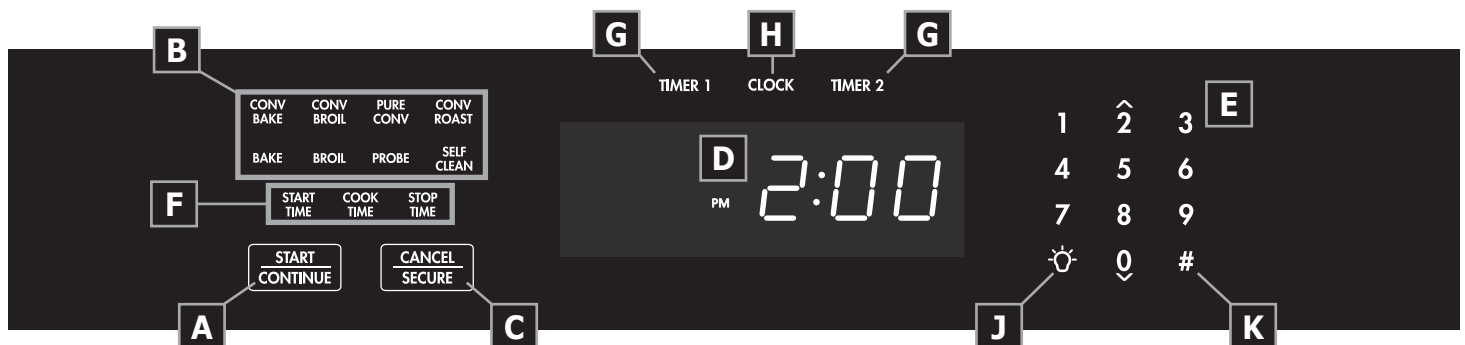 G H G
B
TIMER 1 CLOCK TIMER 2
E
CONV BAKE CONV BROIL PURE CONV CONV ROAST
1 2 3
BAKE BROIL PROBE SELF CLEAN
D
PM 2:00
4 5 6
F
START TIME COOK TIME STOP TIME
7 8 9
START CONTINUE
CANCEL SECURE
0 #
A C J K